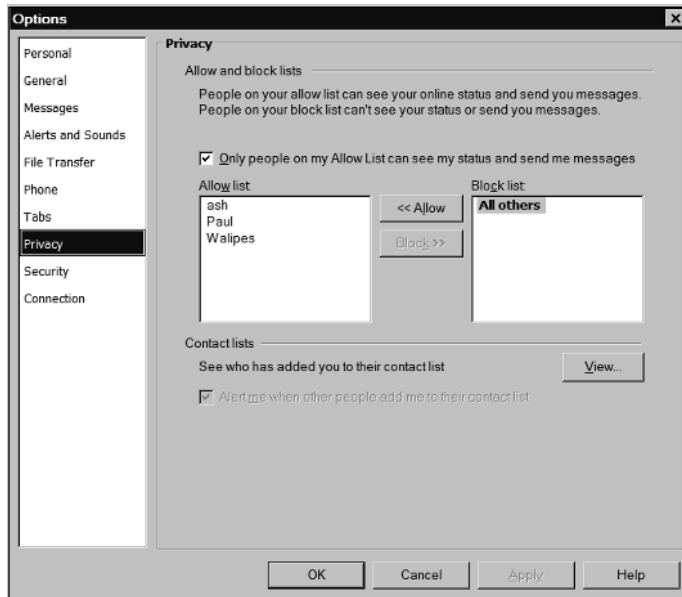 Options
Personal
General
Messages
Alerts and Sounds
File Transfer
Phone
Tabs
Privacy
Security
Connection
Privacy
Allow and block lists
People on your allow list can see your online status and send you messages.
People on your block list can't see your status or send you messages.
Only people on my Allow List can see my status and send me messages
Allow list:
ash
Paul
Walipes
<< Allow
Block >>
Block list:
All others
Contact lists
See who has added you to their contact list
View...
Alert me when other people add me to their contact list
OK
Cancel
Apply
Help